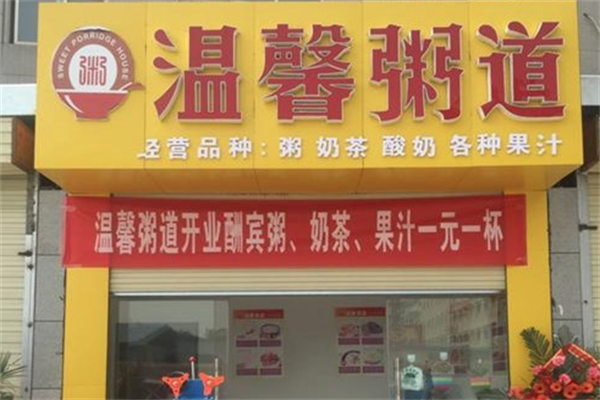 SWEET PORRIDGE HOUSE
粥
温馨粥道
经营品种：粥 奶茶 酸奶 各种果汁
温馨粥道开业酬宾粥、奶茶、果汁一元一杯